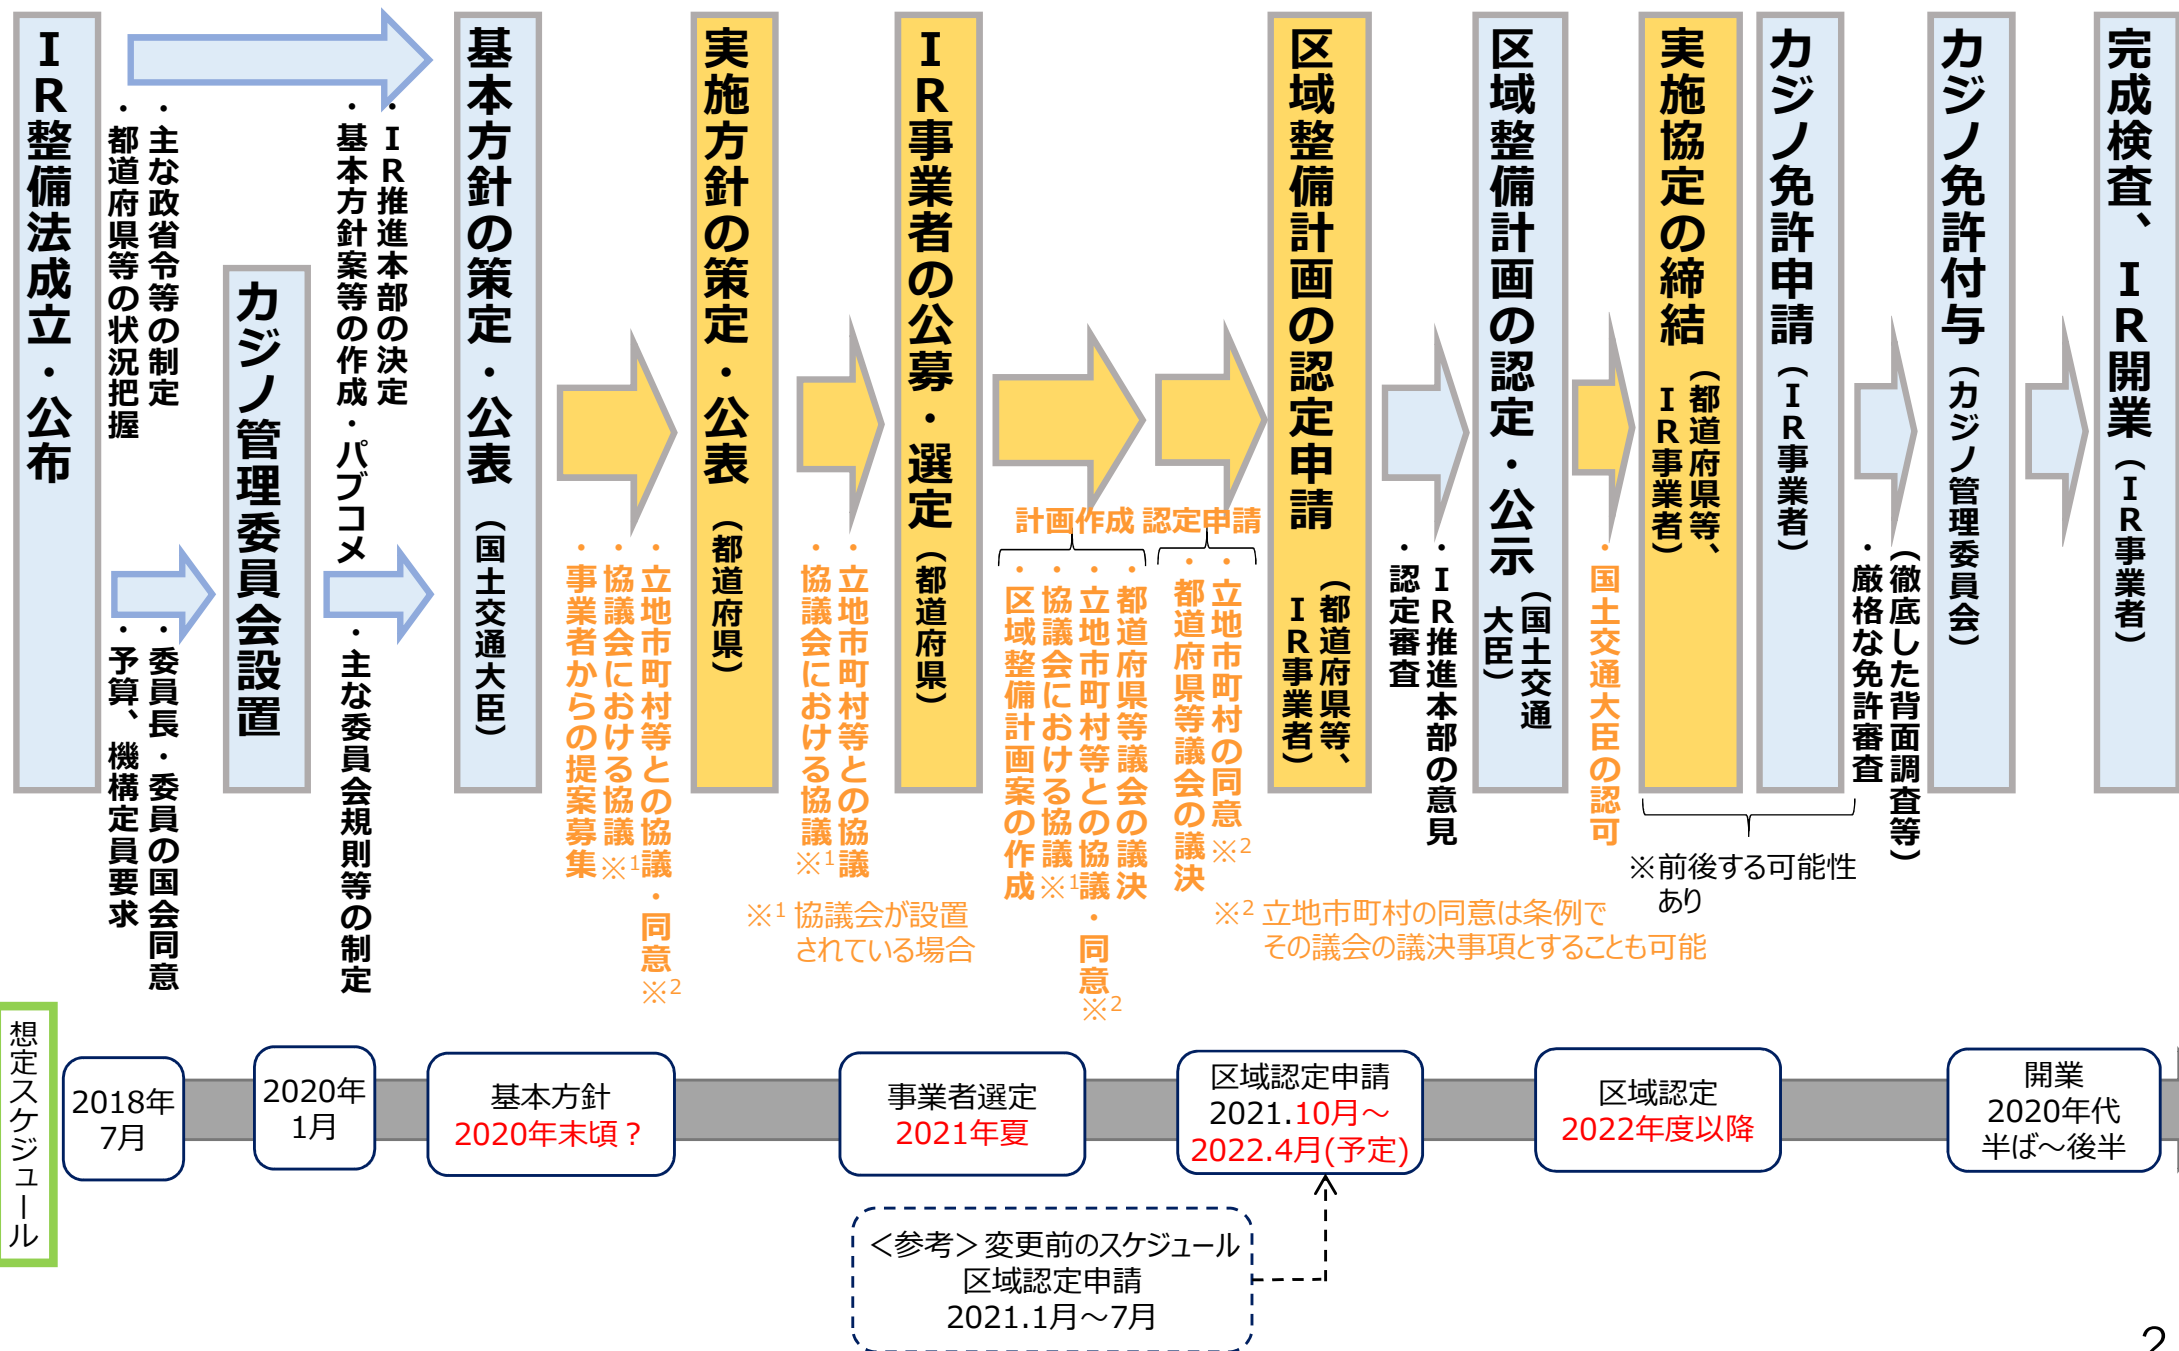 IR整備法成立・公布
・主な政省令等の制定
・都道府県等の状況把握
・委員長・委員の国会同意
・予算、機構定員要求
カジノ管理委員会設置
・IR推進本部の決定
・基本方針案等の作成・パブコメ
・主な委員会規則等の制定
基本方針の策定・公表（国土交通大臣）
・立地市町村等との協議・同意※2
・協議会における協議※1
・事業者からの提案募集
実施方針の策定・公表（都道府県）
・立地市町村等との協議
・協議会における協議※1
※1 協議会が設置
されている場合
IR事業者の公募・選定（都道府県）
計画作成
・都道府県等議会の議決
・立地市町村等との協議・同意※2
・協議会における協議※1
・区域整備計画案の作成
認定申請
・立地市町村の同意※2
・都道府県等議会の議決
※2 立地市町村の同意は条例で
その議会の議決事項とすることも可能
区域整備計画の認定申請
（都道府県等、
IR事業者）
・IR推進本部の意見
・認定審査
区域整備計画の認定・公示
（国土交通
大臣）
・国土交通大臣の認可
実施協定の締結
（都道府県等、
IR事業者）
カジノ免許申請（IR事業者）
※前後する可能性
あり
（徹底した背面調査等）
・厳格な免許審査
カジノ免許付与（カジノ管理委員会）
完成検査、IR開業（IR事業者）
想定スケジュール
2018年
7月
2020年
1月
基本方針
2020年末頃？
事業者選定
2021年夏
区域認定申請
2021.10月～
2022.4月(予定)
区域認定
2022年度以降
開業
2020年代
半ば～後半
＜参考＞変更前のスケジュール
区域認定申請
2021.1月～7月
2